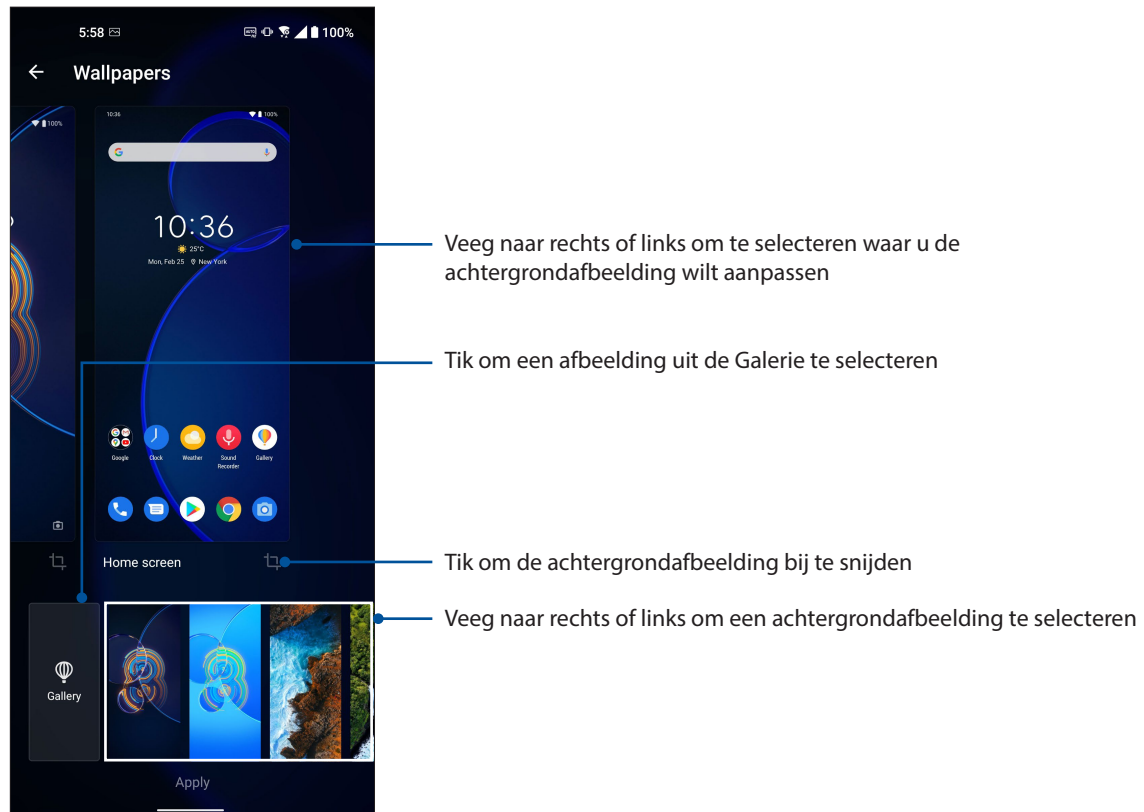 5:58
100%
Wallpapers
100%
10:36
100%
G
10:36
25°C
Mon, Feb 25 New York
Veeg naar rechts of links om te selecteren waar u de
achtergrondafbeelding wilt aanpassen
Tik om een afbeelding uit de Galerie te selecteren
Google
Clock
Weather
Sound
Recorder
Gallery
Home screen
Tik om de achtergrondafbeelding bij te snijden
Veeg naar rechts of links om een achtergrondafbeelding te selecteren
Gallery
Apply